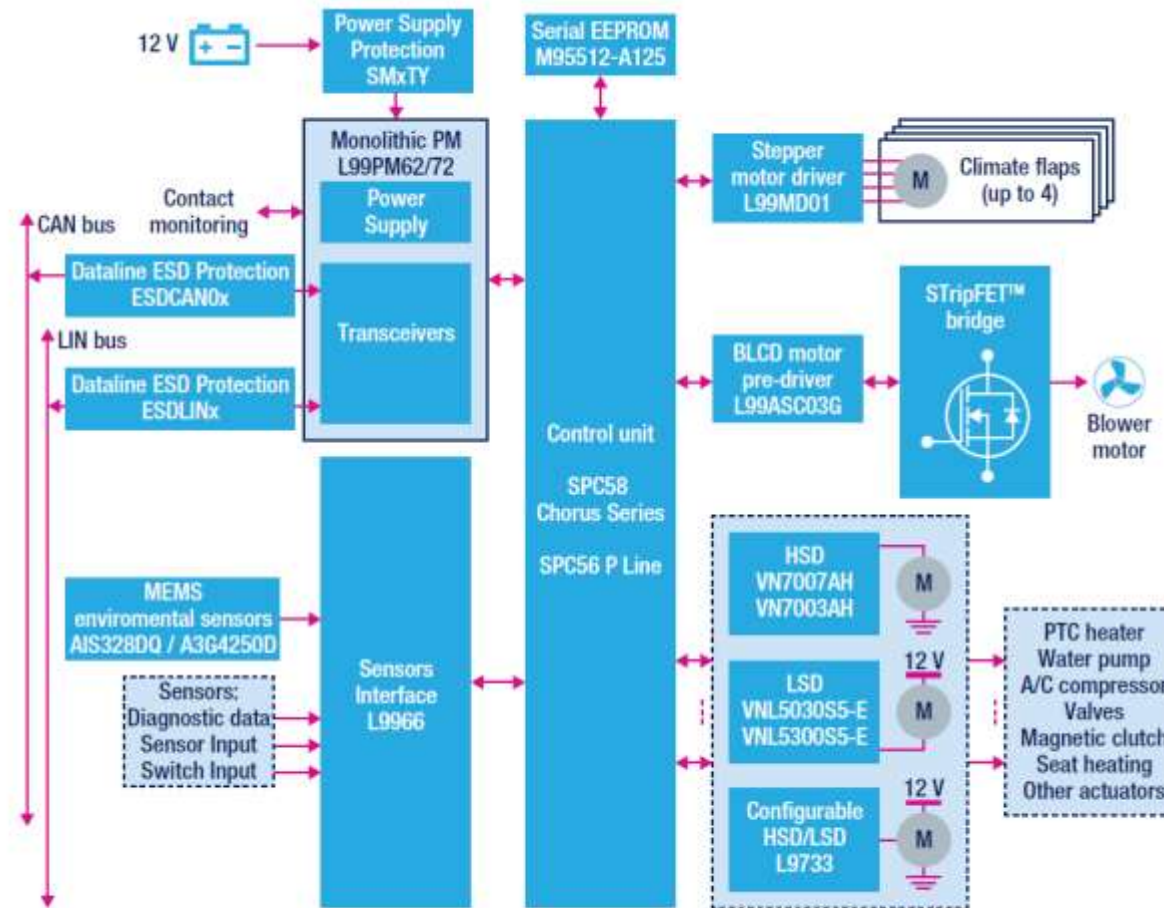 12 V
Power Supply
Protection
SMxTY
Serial EEPROM
M95512-A125
Monolithic PM
L99PM62/72
Power
Supply
Transceivers
Contact
monitoring
CAN bus
Dataline ESD Protection
ESDCAN0x
LIN bus
Dataline ESD Protection
ESDLINx
Stepper
motor driver
L99MD01
M
Climate flaps
(up to 4)
BLCD motor
pre-driver
L99ASC03G
STripFET™
bridge
Blower
motor
Control unit
SPC58
Chorus Series
SPC56 P Line
MEMS
enviromental sensors
AIS328DQ / A3G4250D
Sensors:
Diagnostic data
Sensor Input
Switch Input
Sensors
Interface
L9966
HSD
VN7007AH
VN7003AH
M
12 V
LSD
VNL5030S5-E
VNL5300S5-E
M
12 V
Configurable
HSD/LSD
L9733
M
PTC heater
Water pump
A/C compressor
Valves
Magnetic clutch
Seat heating
Other actuators